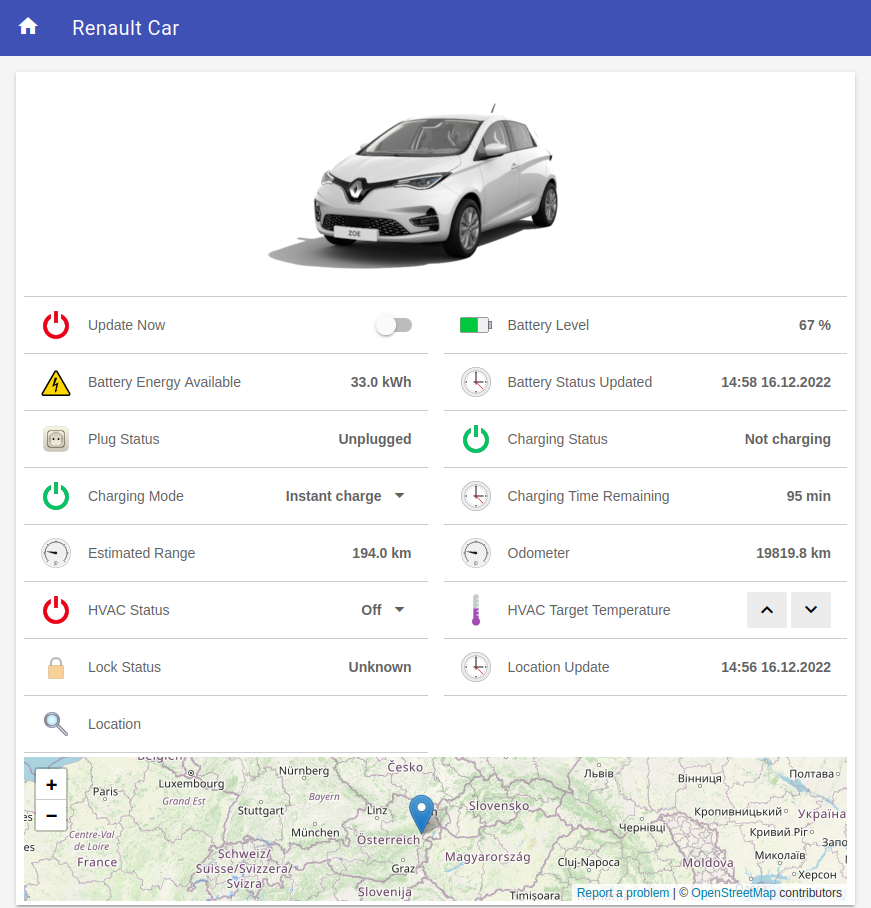 Renault Car
ZOE
Update Now
Battery Level 67 %
Battery Energy Available 33.0 kWh
Battery Status Updated 14:58 16.12.2022
Plug Status Unplugged
Charging Status Not charging
Charging Mode Instant charge
Charging Time Remaining 95 min
Estimated Range 194.0 km
Odometer 19819.8 km
HVAC Status Off
HVAC Target Temperature
Lock Status Unknown
Location Update 14:56 16.12.2022
Location
+
−
Česko
Nürnberg
Львів
Вінниця
Полтава
Luxembourg
Paris
Grand Est
Bayern
Stuttgart
Linz
Slovensko
Кропивницький
Україна
München
Чернівці
Кривий Ріг
Centre-Val
de Loire
Österreich
France
Schweiz/
Suisse/Svizzera/
Svizra
Graz
Magyarország
Cluj-Napoca
Moldova
Миколаїв
Херсон
Slovenija
Timișoara
Report a problem | © OpenStreetMap contributors